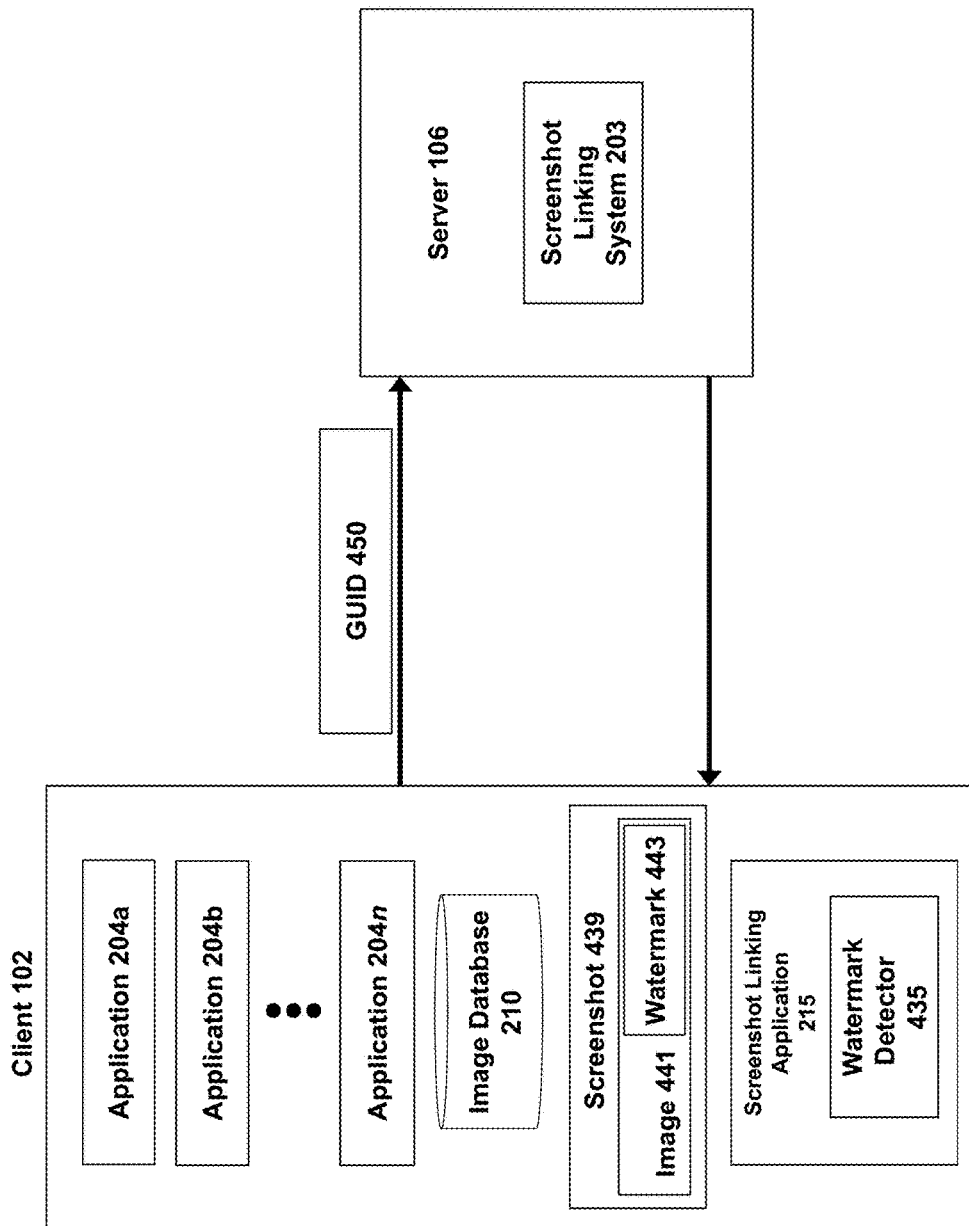 Client 102
Application 204a
Application 204b
Application 204n
Image Database
210
Screenshot 439
Image 441
Watermark 443
Screenshot Linking
Application
215
Watermark
Detector
435
GUID 450
Server 106
Screenshot
Linking
System 203